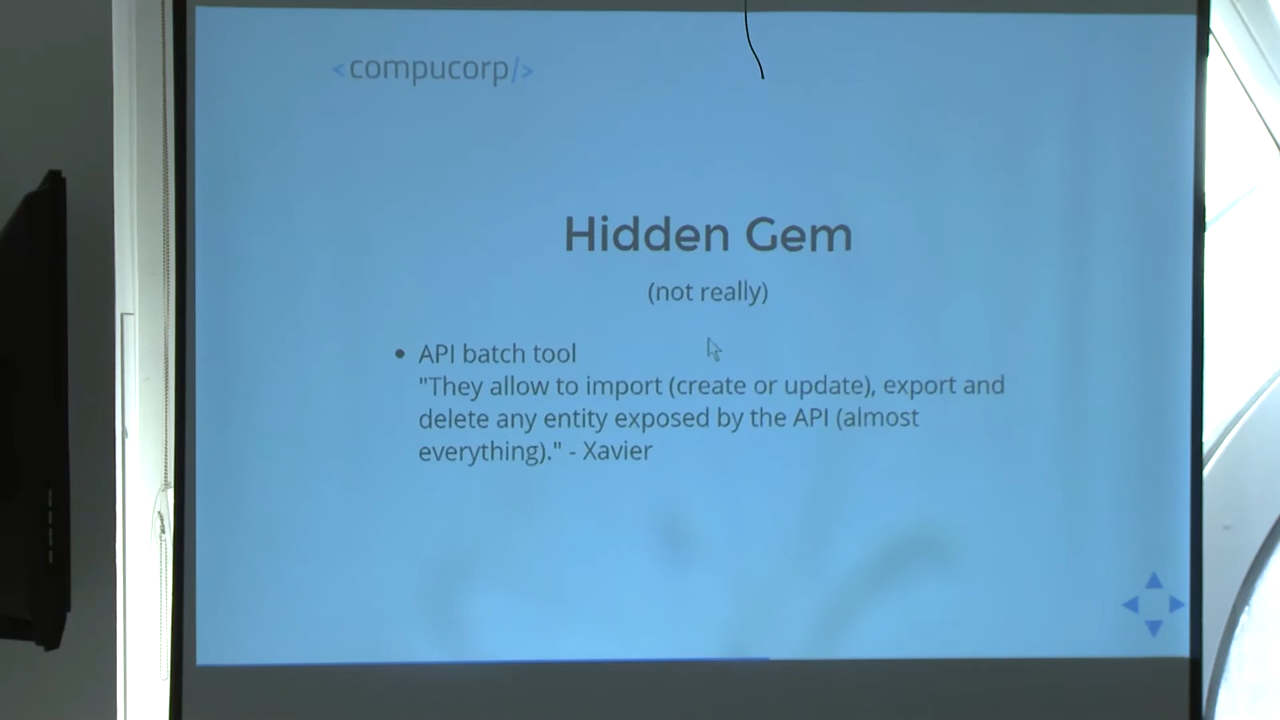 <compucorp/>
Hidden Gem
(not really)
• API batch tool
"They allow to import (create or update), export and
delete any entity exposed by the API (almost
everything)." - Xavier